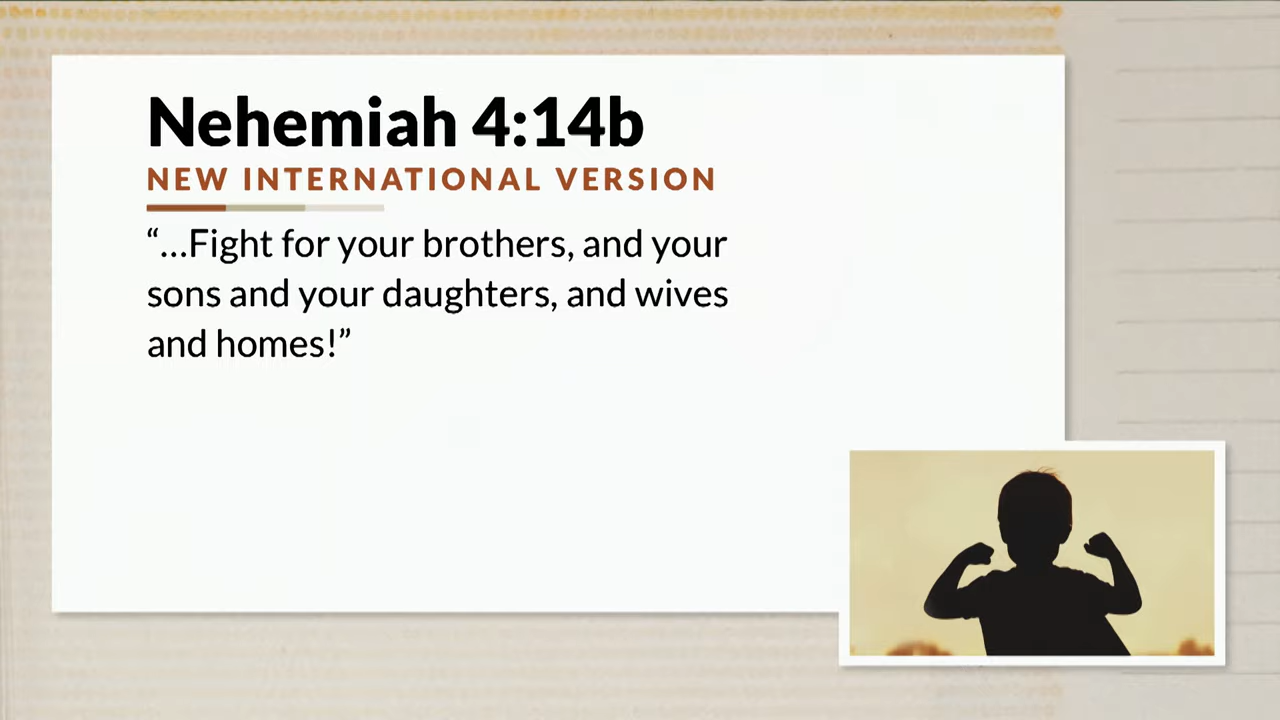 Nehemiah 4:14b
NEW INTERNATIONAL VERSION
“…Fight for your brothers, and your
sons and your daughters, and wives
and homes!”